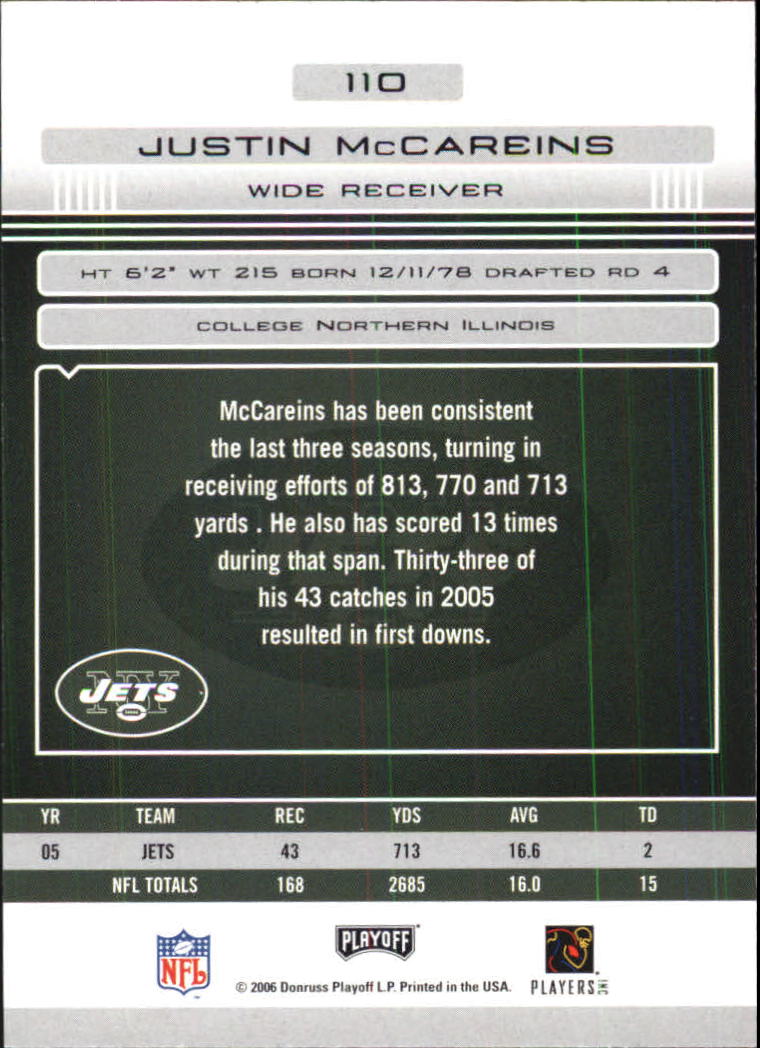 110
JUSTIN McCAREINS
WIDE RECEIVER
HT 6'2" WT 215 BORN 12/11/78 DRAFTED RD 4
COLLEGE NORTHERN ILLINOIS
McCareins has been consistent
the last three seasons, turning in
receiving efforts of 813, 770 and 713
yards . He also has scored 13 times
during that span. Thirty-three of
his 43 catches in 2005
resulted in first downs.
NY JETS
YR TEAM REC YDS AVG TD
05 JETS 43 713 16.6 2
NFL TOTALS 168 2685 16.0 15
NFL
PLAYOFF
© 2006 Donruss Playoff L.P. Printed in the USA.
PLAYERS INC